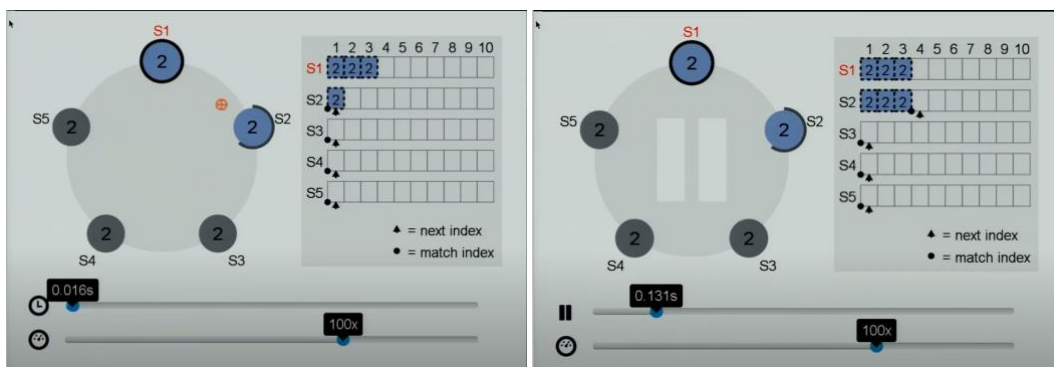 S1
2
S5
2
2
S2
2
S4
2
S3
1 2 3 4 5 6 7 8 9 10
S1 2 2 2
S2 2
S3
S4
S5
= next index
= match index
0.016s
100x
S1
2
S5
2
2
S2
2
S4
2
S3
1 2 3 4 5 6 7 8 9 10
S1 2 2 2
S2 2 2 2
S3
S4
S5
= next index
= match index
0.131s
100x